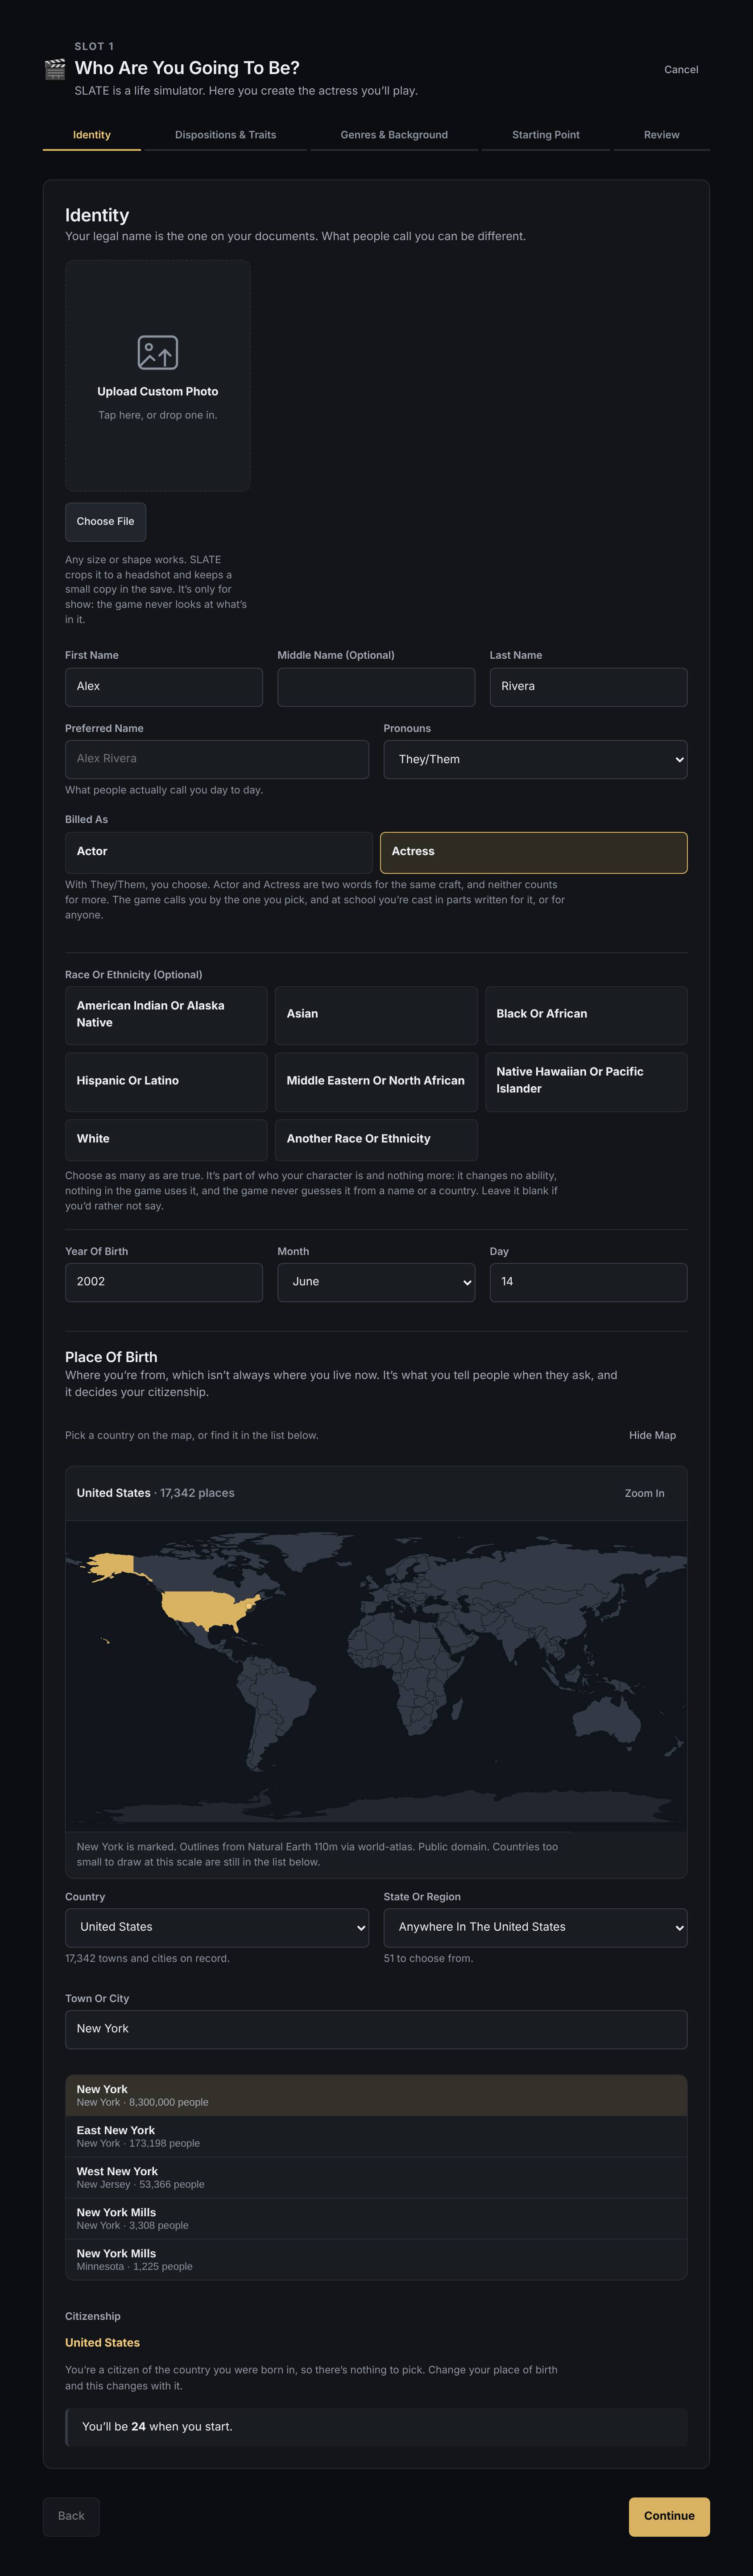 SLOT 1
Who Are You Going To Be?
SLATE is a life simulator. Here you create the actress you’ll play.
Cancel
Identity
Dispositions & Traits
Genres & Background
Starting Point
Review
Identity
Your legal name is the one on your documents. What people call you can be different.
Upload Custom Photo
Tap here, or drop one in.
Choose File
Any size or shape works. SLATE
crops it to a headshot and keeps a
small copy in the save. It’s only for
show: the game never looks at what’s
in it.
First Name
Middle Name (Optional)
Last Name
Alex
Rivera
Preferred Name
Pronouns
Alex Rivera
They/Them
What people actually call you day to day.
Billed As
Actor
Actress
With They/Them, you choose. Actor and Actress are two words for the same craft, and neither counts
for more. The game calls you by the one you pick, and at school you’re cast in parts written for it, or for
anyone.
Race Or Ethnicity (Optional)
American Indian Or Alaska
Native
Asian
Black Or African
Hispanic Or Latino
Middle Eastern Or North African
Native Hawaiian Or Pacific
Islander
White
Another Race Or Ethnicity
Choose as many as are true. It’s part of who your character is and nothing more: it changes no ability,
nothing in the game uses it, and the game never guesses it from a name or a country. Leave it blank if
you’d rather not say.
Year Of Birth
Month
Day
2002
June
14
Place Of Birth
Where you’re from, which isn’t always where you live now. It’s what you tell people when they ask, and
it decides your citizenship.
Pick a country on the map, or find it in the list below.
Hide Map
United States · 17,342 places
Zoom In
New York is marked. Outlines from Natural Earth 110m via world-atlas. Public domain. Countries too
small to draw at this scale are still in the list below.
Country
State Or Region
United States
Anywhere In The United States
17,342 towns and cities on record.
51 to choose from.
Town Or City
New York
New York
New York · 8,300,000 people
East New York
New York · 173,198 people
West New York
New Jersey · 53,366 people
New York Mills
New York · 3,308 people
New York Mills
Minnesota · 1,225 people
Citizenship
United States
You’re a citizen of the country you were born in, so there’s nothing to pick. Change your place of birth
and this changes with it.
You’ll be 24 when you start.
Back
Continue